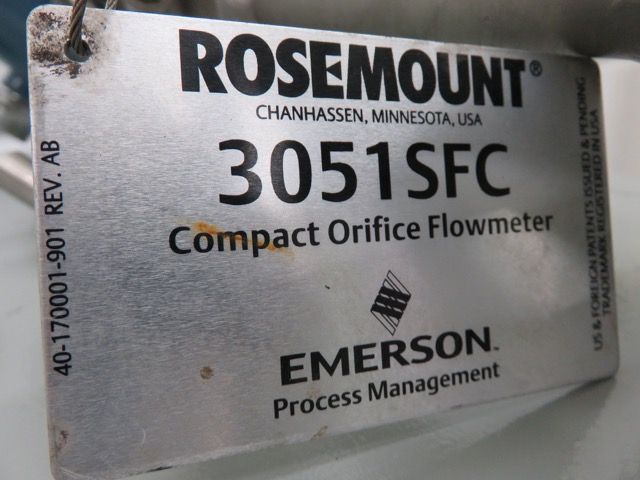 ROSEMOUNT®
CHANHASSEN, MINNESOTA, USA
3051SFC
Compact Orifice Flowmeter
EMERSON™
Process Management
40-170001-901 REV. AB
US & FOREIGN PATENTS ISSUED & PENDING
TRADEMARK REGISTERED IN USA